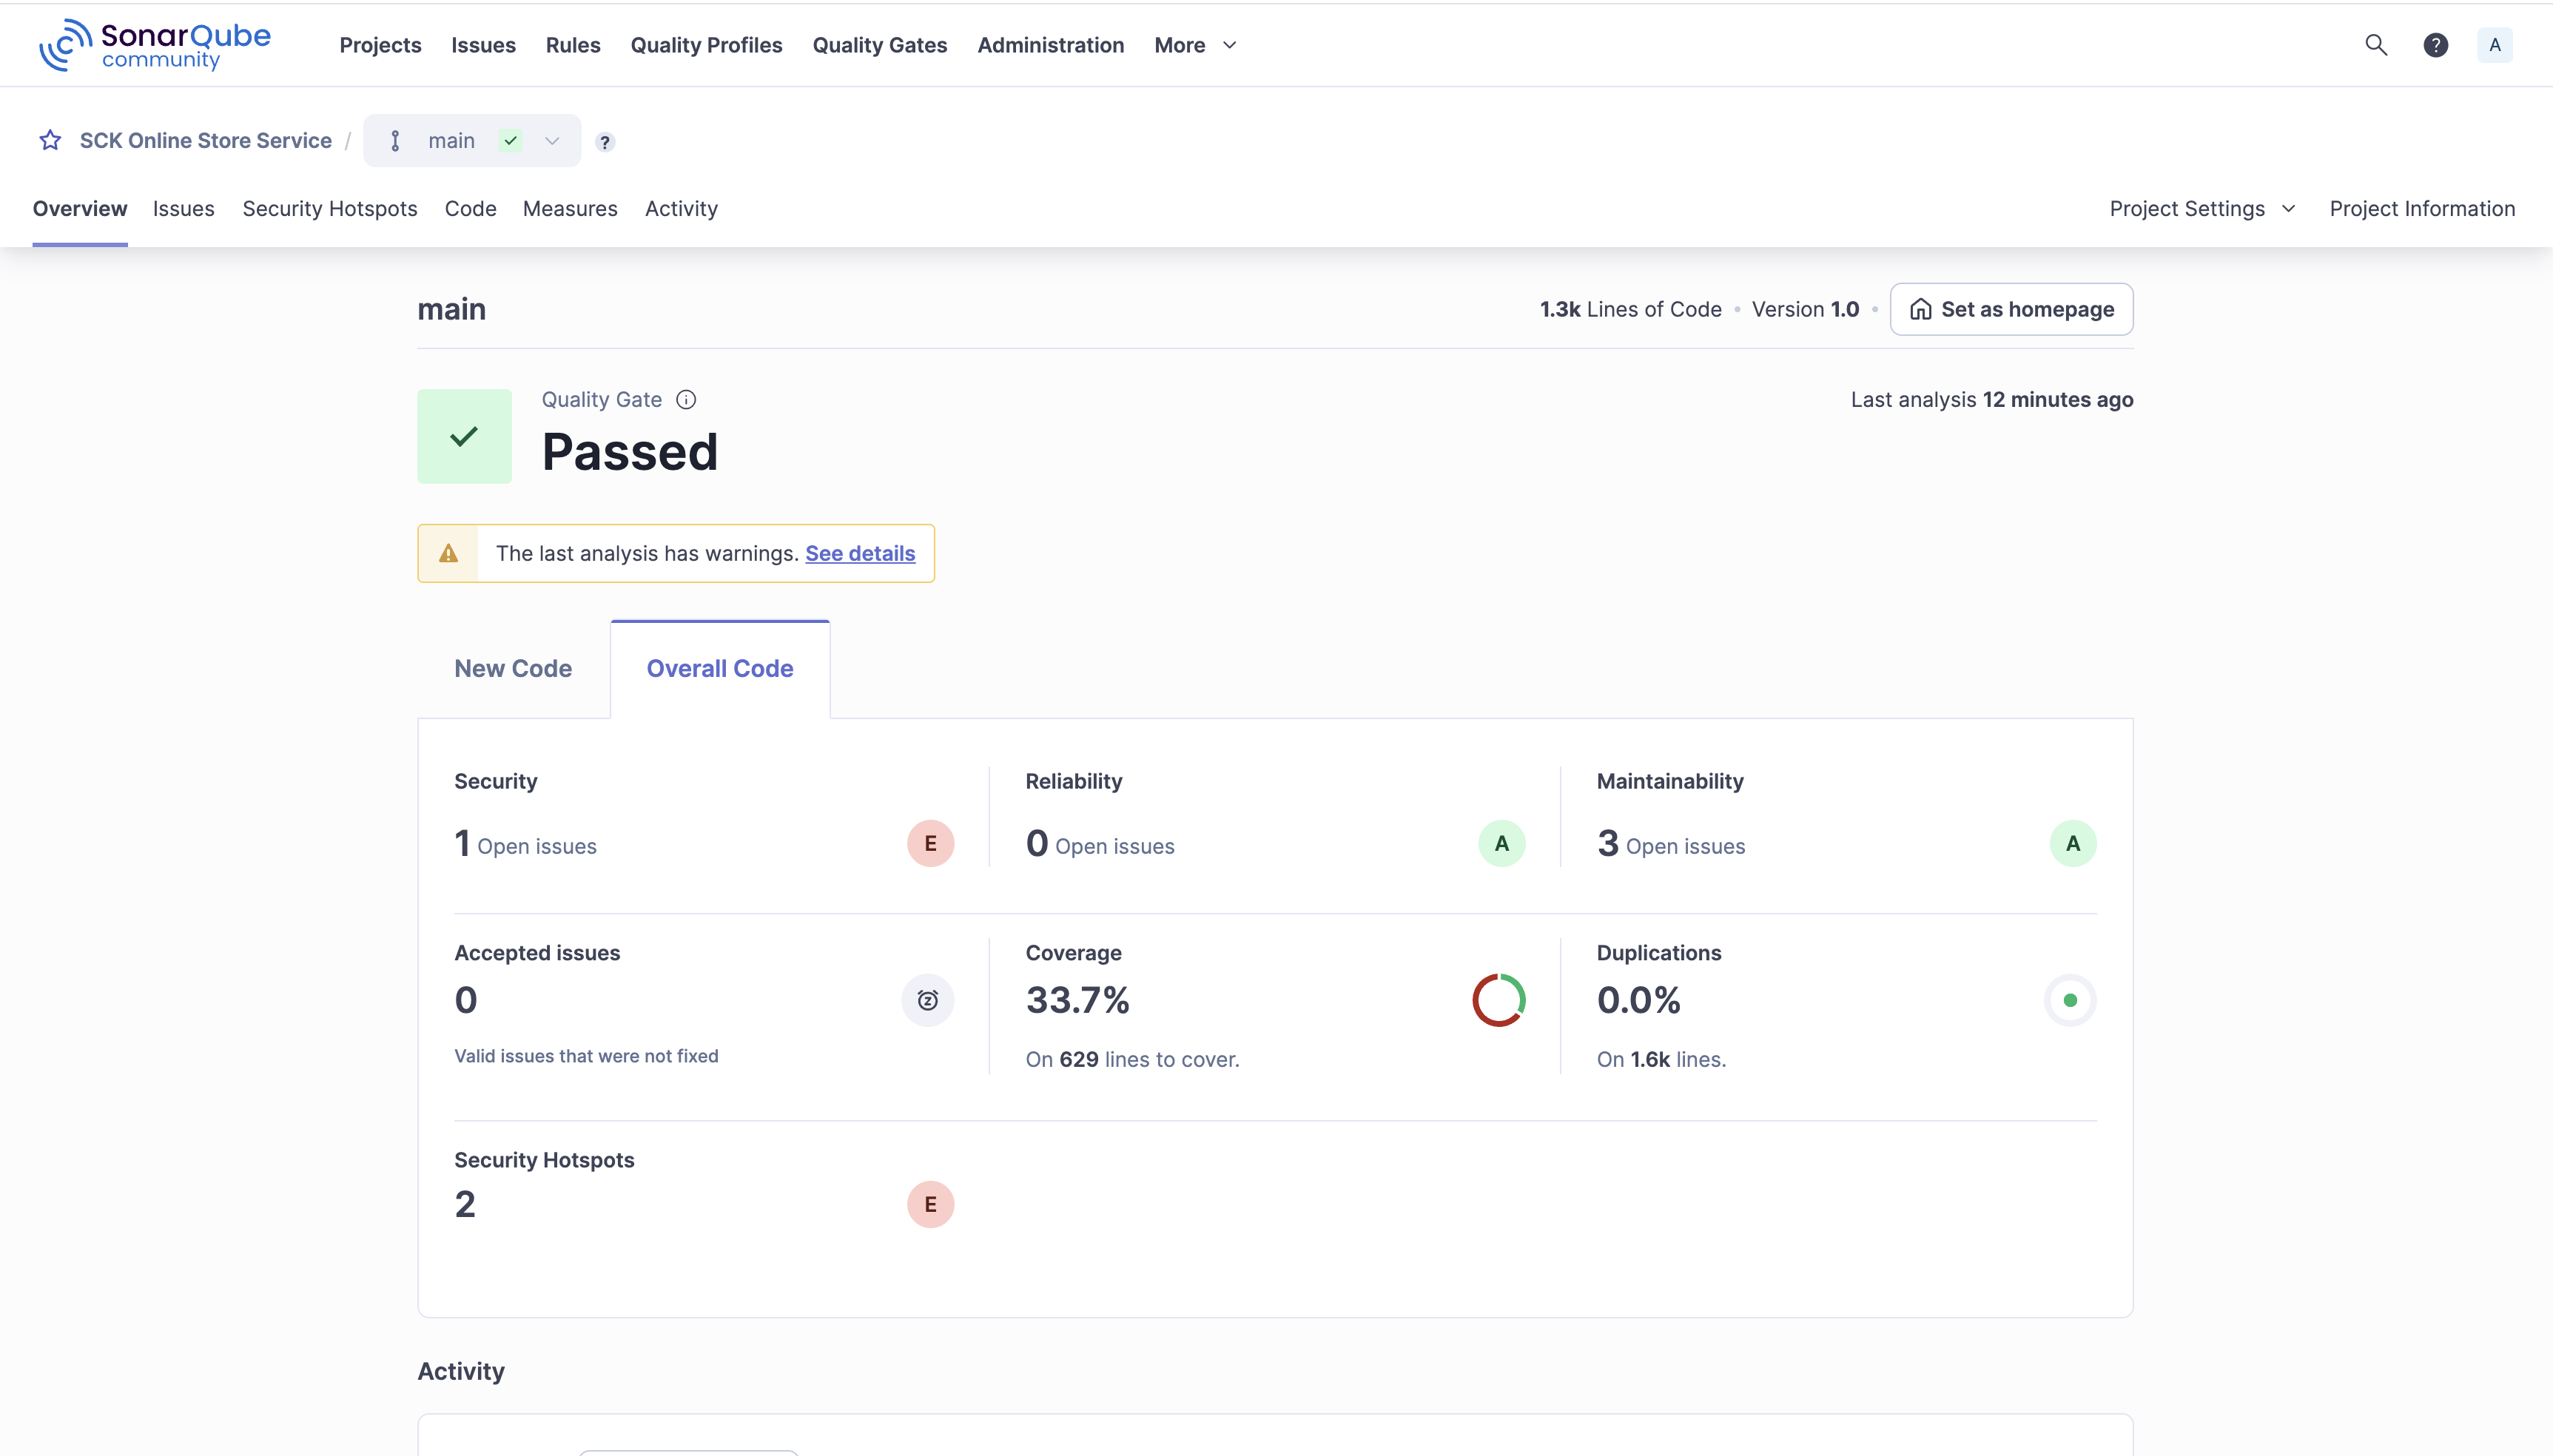 SonarQube
community
Projects Issues Rules Quality Profiles Quality Gates Administration More
? A
SCK Online Store Service / main ?
Overview Issues Security Hotspots Code Measures Activity Project Settings Project Information
main 1.3k Lines of Code • Version 1.0 • Set as homepage
Quality Gate Last analysis 12 minutes ago
Passed
The last analysis has warnings. See details
New Code Overall Code
Security Reliability Maintainability
1 Open issues E 0 Open issues A 3 Open issues A
Accepted issues Coverage Duplications
0 33.7% 0.0%
Valid issues that were not fixed On 629 lines to cover. On 1.6k lines.
Security Hotspots
2 E
Activity